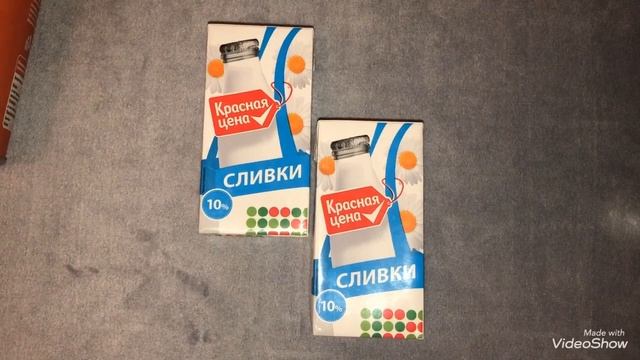 Красная
цена
СЛИВКИ
10%
Красная
цена
СЛИВКИ
10%
Made with
VideoShow